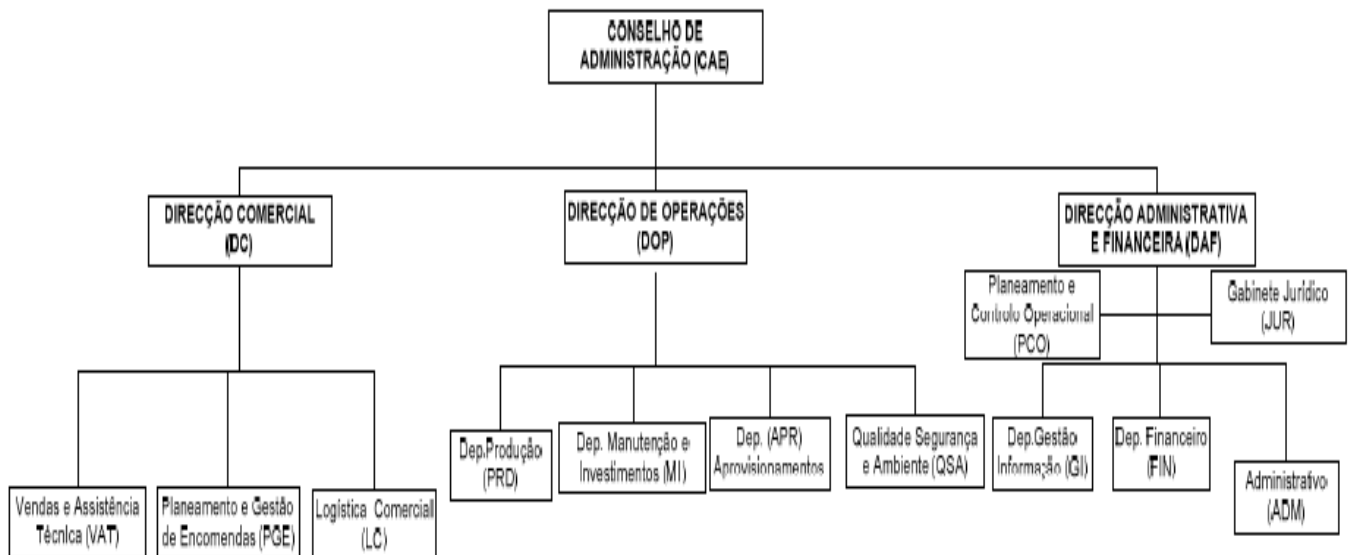 CONSELHO DE
ADMINISTRAÇÃO (CAE)
DIRECÇÃO COMERCIAL
(DC)
DIRECÇÃO DE OPERAÇÕES
(DOP)
DIRECÇÃO ADMINISTRATIVA
E FINANCEIRA (DAF)
Planeamento e
Controlo Operacional
(PCO)
Gabinete Jurídico
(JUR)
Vendas e Assistência
Técnica (VAT)
Planeamento e Gestão
de Encomendas (PGE)
Logística Comercial
(LC)
Dep.Produção
(PRD)
Dep. Manutenção e
Investimentos (MI)
Dep. (APR)
Aprovisionamentos
Qualidade Segurança
e Ambiente (QSA)
Dep.Gestão
Informação (GI)
Dep. Financeiro
(FIN)
Administrativo
(ADM)